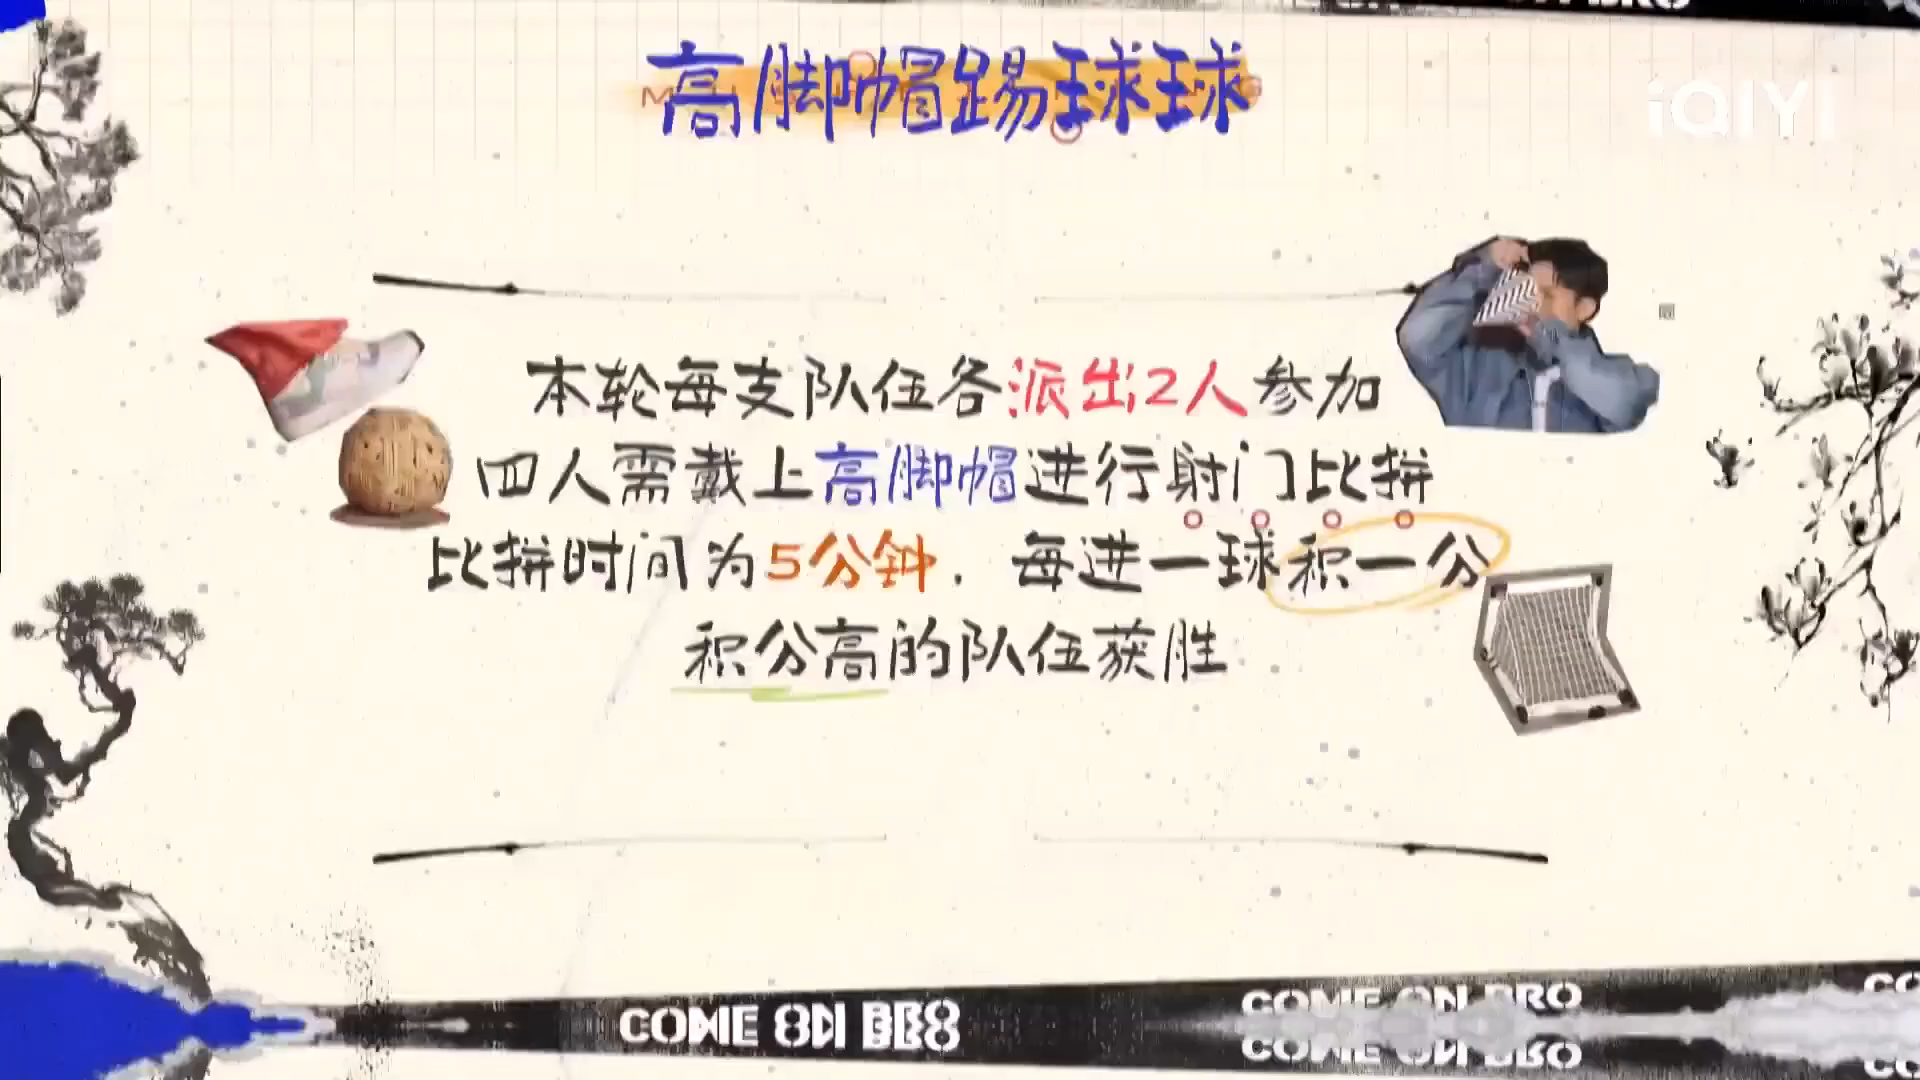 高脚帽踢球球
iQIYI
本轮每支队伍各派出2人参加
四人需戴上高脚帽进行射门比拼
比拼时间为5分钟，每进一球积一分
积分高的队伍获胜
COME ON BRO
COME ON BRO